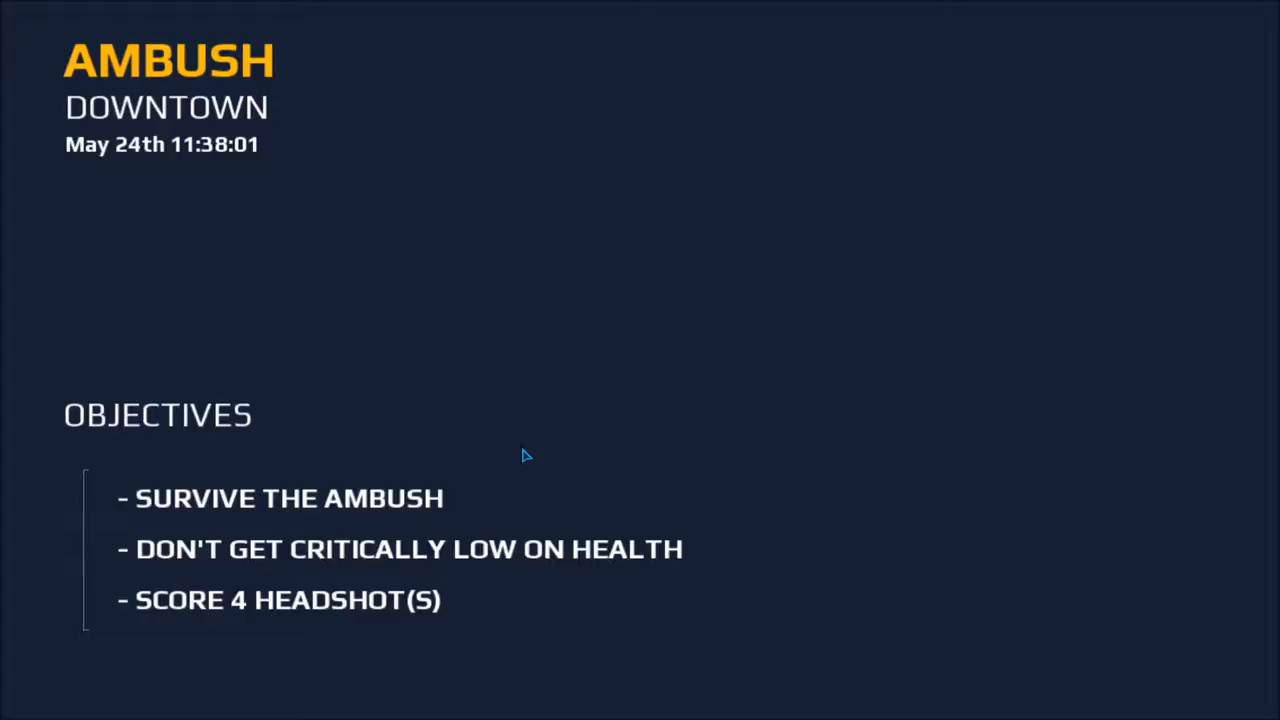 AMBUSH
DOWNTOWN
May 24th 11:38:01
OBJECTIVES
- SURVIVE THE AMBUSH
- DON'T GET CRITICALLY LOW ON HEALTH
- SCORE 4 HEADSHOT(S)